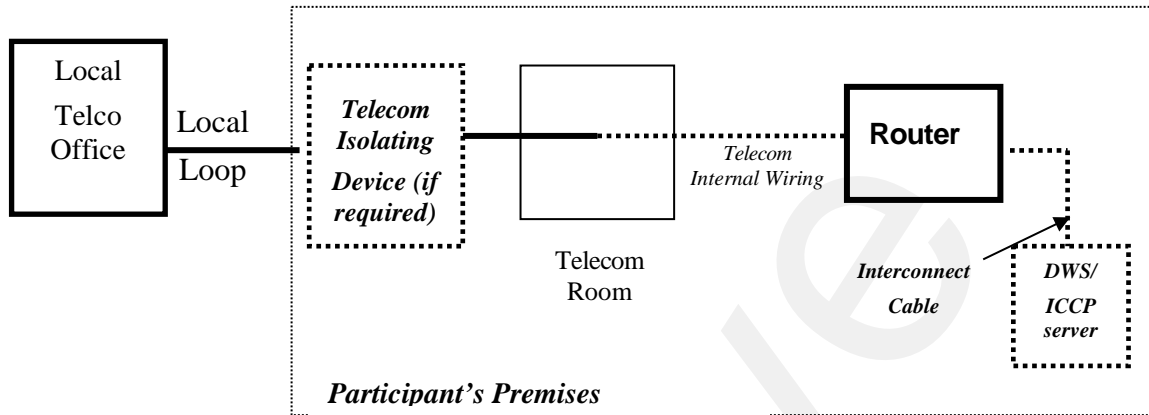 Local
Telco
Office
Local
Loop
Telecom
Isolating
Device (if
required)
Telecom
Room
Telecom
Internal Wiring
Router
Interconnect
Cable
DWS/
ICCP
server
Participant's Premises